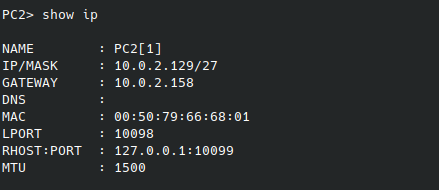 PC2> show ip
NAME        : PC2[1]
IP/MASK     : 10.0.2.129/27
GATEWAY     : 10.0.2.158
DNS         :
MAC         : 00:50:79:66:68:01
LPORT       : 10098
RHOST:PORT  : 127.0.0.1:10099
MTU         : 1500